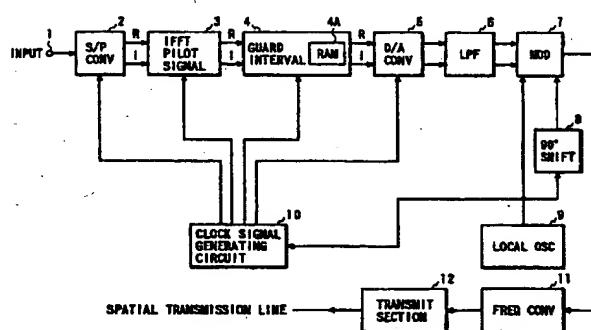 INPUT
1
2
S/P
CONV
R
I
3
IFFT
PILOT
SIGNAL
R
I
4
GUARD
INTERVAL
4A
RAM
R
I
5
D/A
CONV
6
LPF
7
MOD
8
90°
SHIFT
10
CLOCK SIGNAL
GENERATING
CIRCUIT
9
LOCAL OSC
SPATIAL TRANSMISSION LINE
12
TRANSMIT
SECTION
11
FREQ CONV